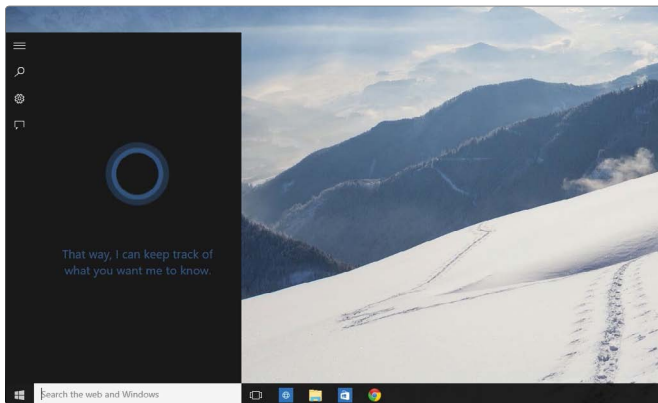 That way, I can keep track of
what you want me to know.
Search the web and Windows